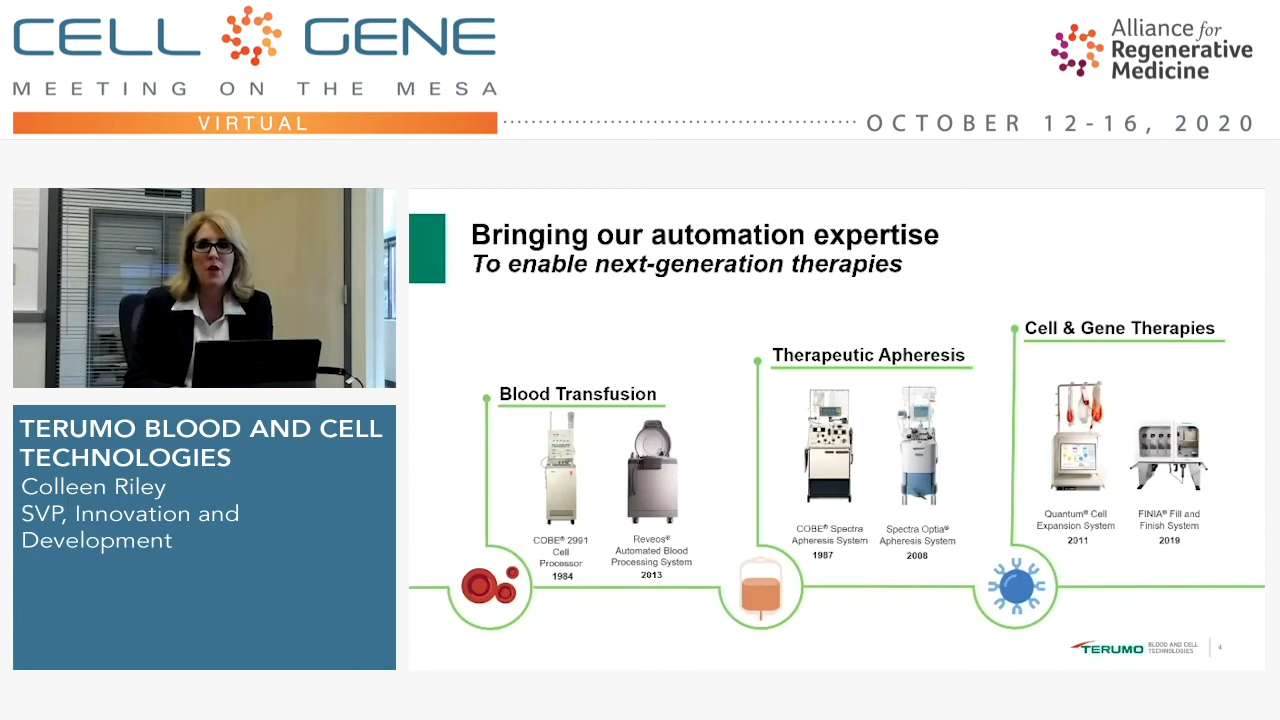 CELL GENE
MEETING ON THE MESA
VIRTUAL
Alliance for
Regenerative
Medicine
OCTOBER 12-16, 2020
TERUMO BLOOD AND CELL
TECHNOLOGIES
Colleen Riley
SVP, Innovation and
Development
Bringing our automation expertise
To enable next-generation therapies
Blood Transfusion
COBE® 2991
Cell
Processor
1984
Reveos®
Automated Blood
Processing System
2013
Therapeutic Apheresis
COBE® Spectra
Apheresis System
1987
Spectra Optia®
Apheresis System
2008
Cell & Gene Therapies
Quantum® Cell
Expansion System
2011
FINIA® Fill and
Finish System
2019
TERUMO
BLOOD AND CELL
TECHNOLOGIES
4